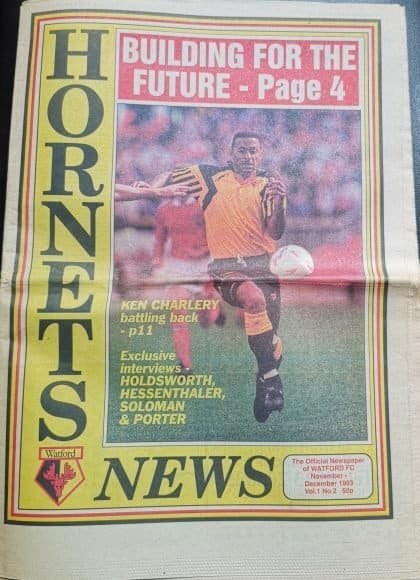 HORNETS
BUILDING FOR THE
FUTURE - Page 4
KEN CHARLERY
battling back
- p11
Exclusive
interviews
HOLDSWORTH,
HESSENTHALER,
SOLOMAN
& PORTER
Watford
NEWS
The Official Newspaper
of WATFORD FC
November -
December 1993
Vol.1 No.2 50p